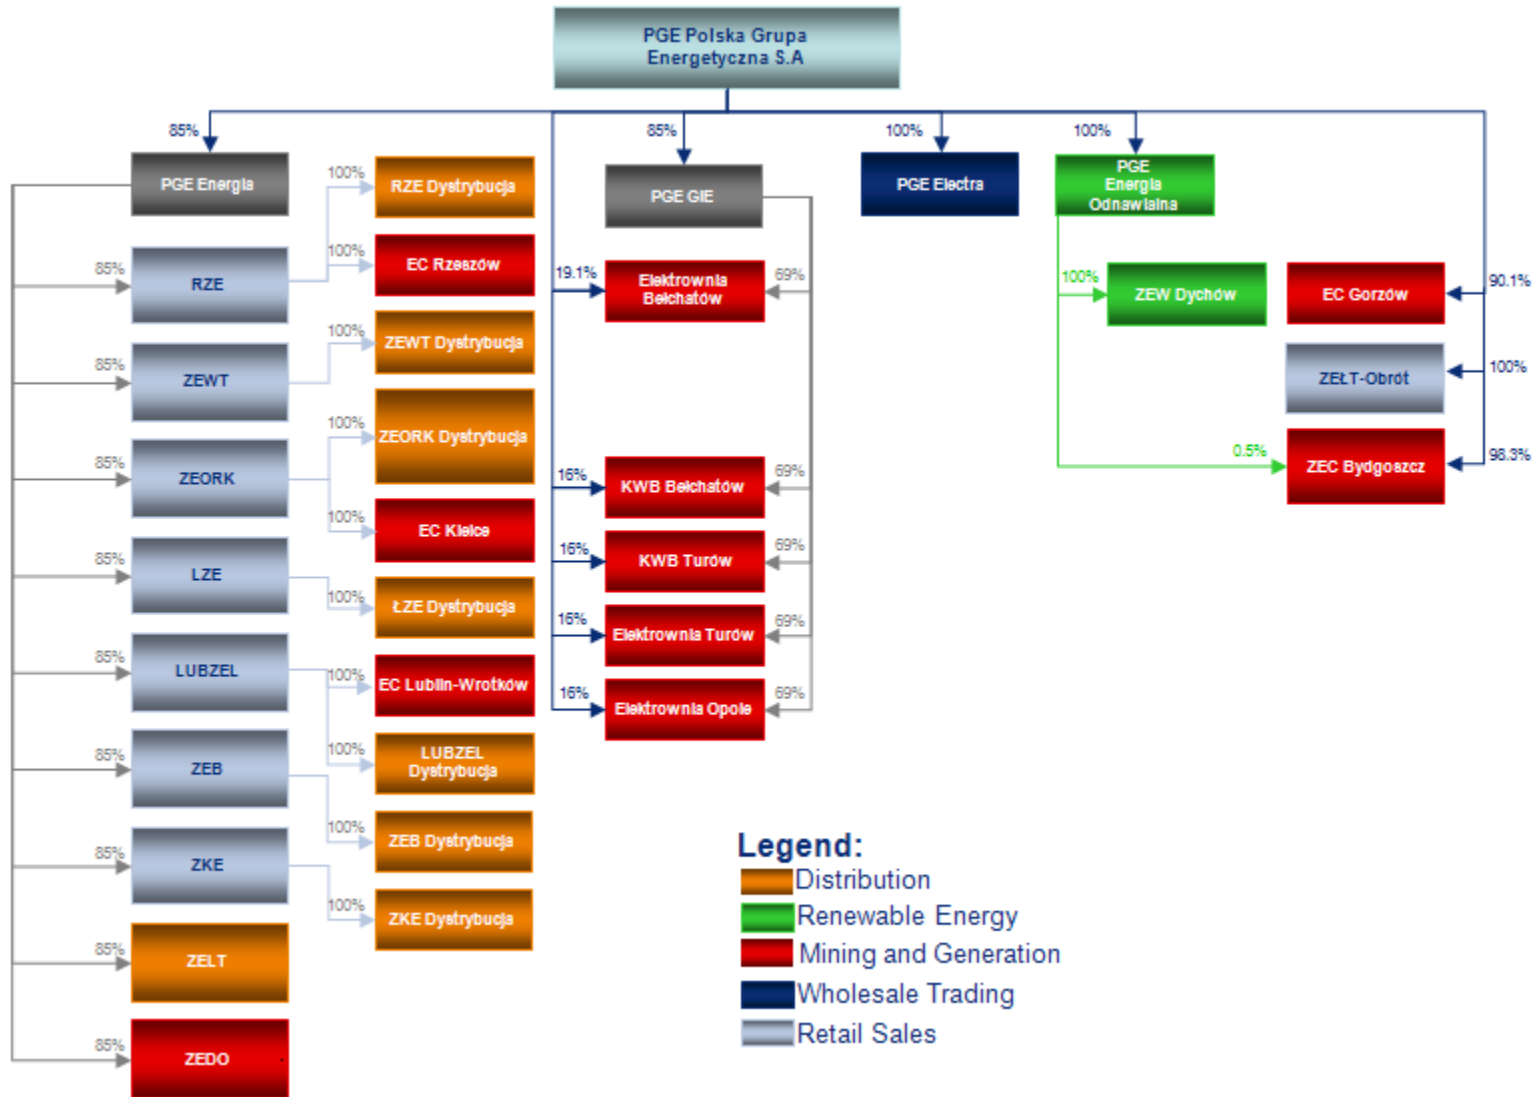 PGE Polska Grupa
Energetyczna S.A
85%
85%
100%
100%
PGE Energia
100%
RZE Dystrybucja
PGE GIE
PGE Electra
PGE
Energia
Odnawialna
85%
RZE
100%
EC Rzeszów
19.1%
Elektrownia
Bełchatów
69%
100%
ZEW Dychów
EC Gorzów
90.1%
85%
ZEWT
100%
ZEWT Dystrybucja
ZEŁT-Obrót
100%
85%
ZEORK
100%
ZEORK Dystrybucja
16%
KWB Bełchatów
69%
0.5%
ZEC Bydgoszcz
98.3%
100%
EC Kielce
16%
KWB Turów
69%
85%
LZE
100%
ŁZE Dystrybucja
16%
Elektrownia Turów
69%
85%
LUBZEL
100%
EC Lublin-Wrotków
16%
Elektrownia Opole
69%
85%
ZEB
100%
LUBZEL
Dystrybucja
100%
ZEB Dystrybucja
85%
ZKE
100%
ZKE Dystrybucja
85%
ZELT
85%
ZEDO
Legend:
Distribution
Renewable Energy
Mining and Generation
Wholesale Trading
Retail Sales